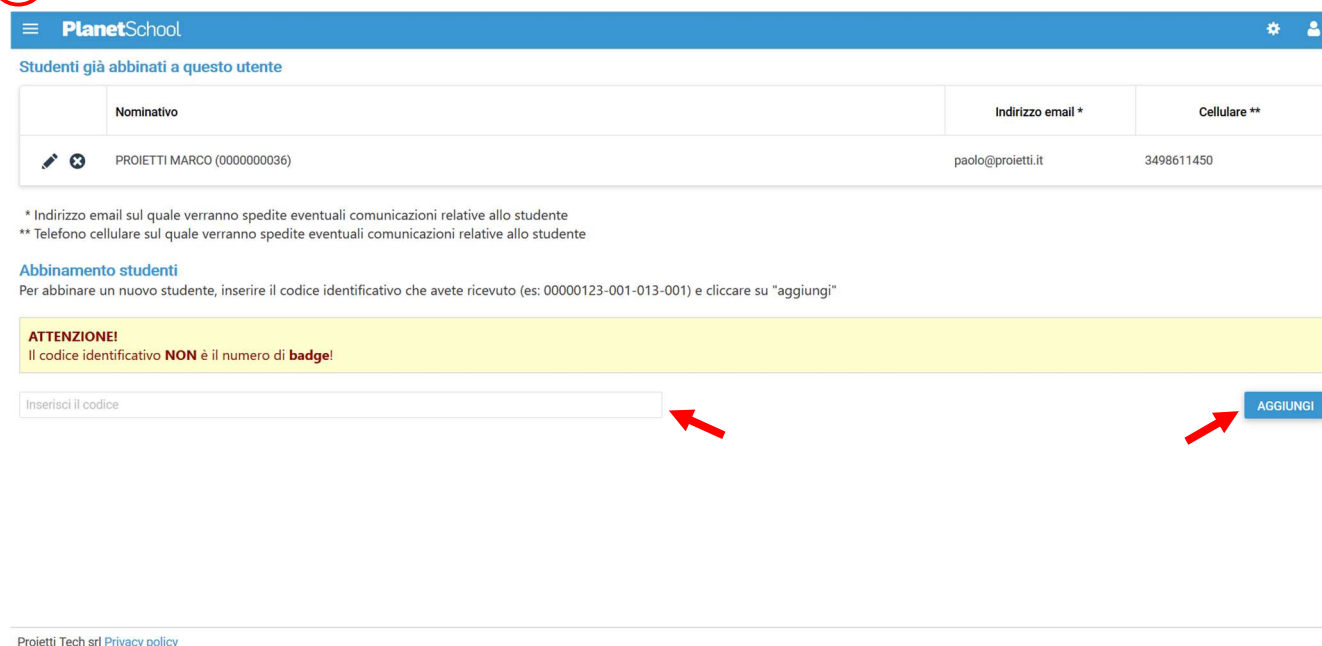 PlanetSchool
Studenti già abbinati a questo utente
Nominativo Indirizzo email * Cellulare **
PROIETTI MARCO (0000000036) paolo@proietti.it 3498611450
* Indirizzo email sul quale verranno spedite eventuali comunicazioni relative allo studente
** Telefono cellulare sul quale verranno spedite eventuali comunicazioni relative allo studente
Abbinamento studenti
Per abbinare un nuovo studente, inserire il codice identificativo che avete ricevuto (es: 00000123-001-013-001) e cliccare su "aggiungi"
ATTENZIONE!
Il codice identificativo NON è il numero di badge!
Inserisci il codice AGGIUNGI
Proietti Tech srl Privacy policy